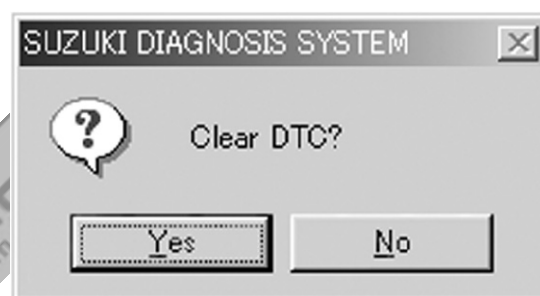 SUZUKI DIAGNOSIS SYSTEM
?
Clear DTC?
Yes No